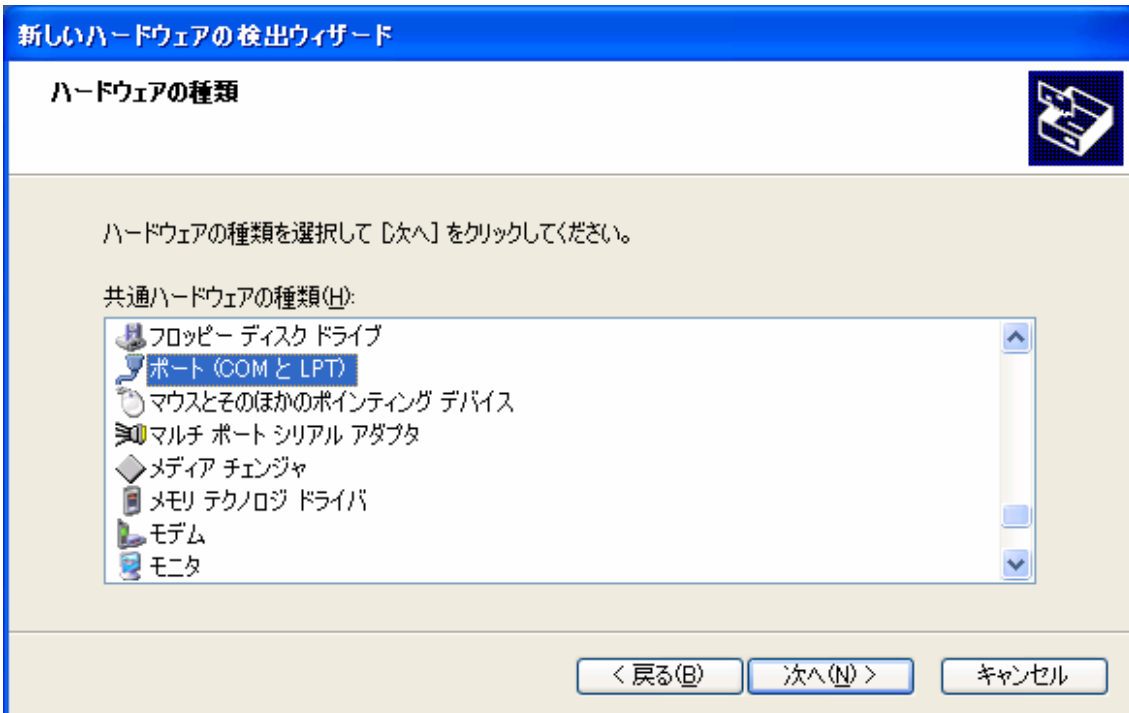 新しいハードウェアの検出ウィザード
ハードウェアの種類
ハードウェアの種類を選択して [次へ] をクリックしてください。
共通ハードウェアの種類(H):
フロッピー ディスク ドライブ
ポート (COM と LPT)
マウスとそのほかのポインティング デバイス
マルチ ポート シリアル アダプタ
メディア チェンジャ
メモリ テクノロジ ドライバ
モデム
モニタ
< 戻る(B)
次へ(N) >
キャンセル